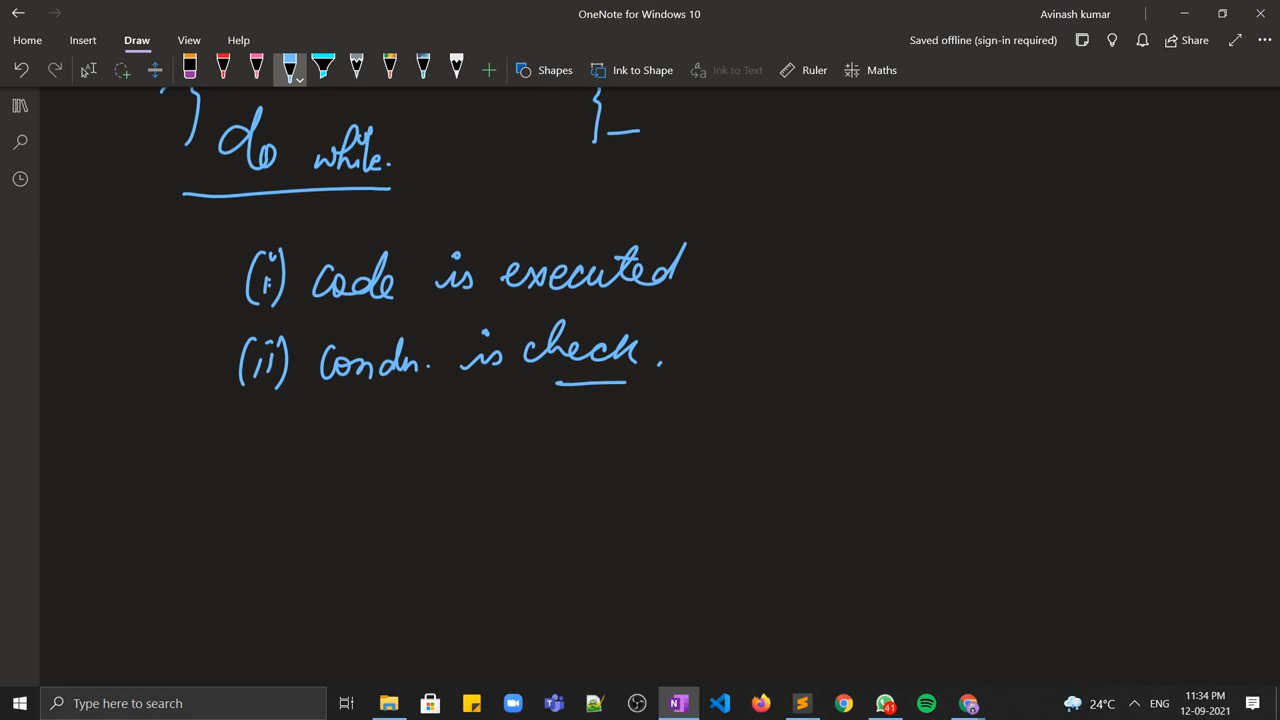 OneNote for Windows 10
Avinash kumar
Home Insert Draw View Help
Saved offline (sign-in required)
Share
Shapes Ink to Shape Ink to Text Ruler Maths
do while.
(i) code is executed
(ii) condn. is check.
Type here to search
41
24°C ENG
11:34 PM
12-09-2021